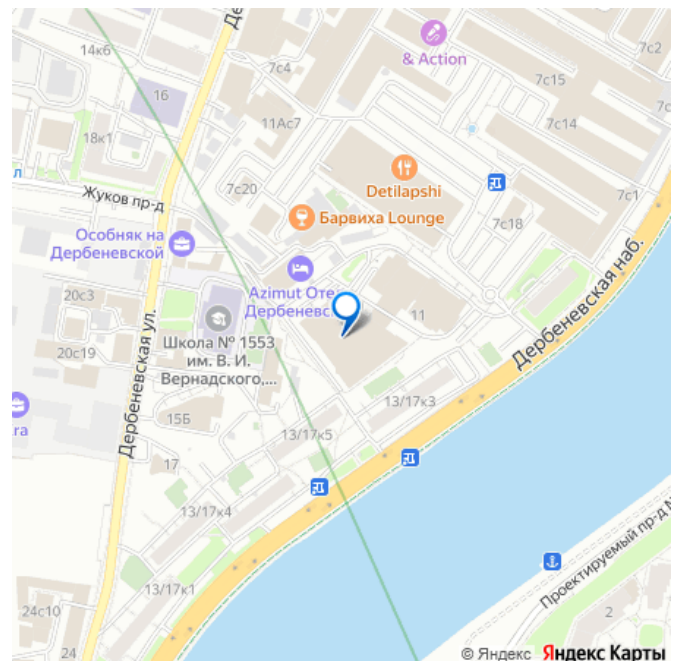 Де
14к6
7с4
& Action
7с2
7с15
16
11Ас7
7с14
18к1
Detilapshi
7с20
7с1
Жуков пр-д
Барвиха Lounge
7с18
Особняк на
Дербеневской
Дербеневская наб.
20с3
Azimut Оте
Дербеневс
11
Школа № 1553
им. В. И.
Вернадского,...
20с19
Дербеневская ул.
13/17к3
15Б
13/17к5
17
13/17к4
Проектируемый пр-д №
13/17к1
24с10
2
24
© Яндекс Яндекс Карты